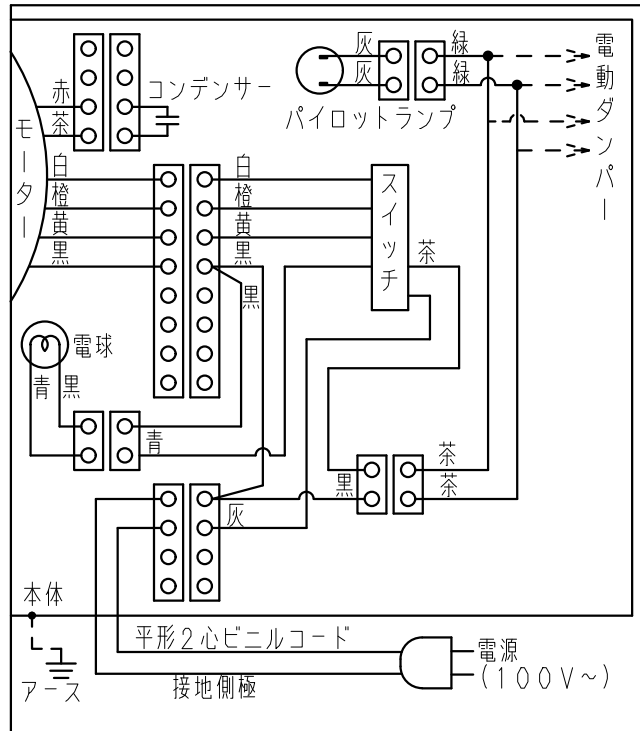 灰
灰
緑
緑
電動ダンパー
パイロットランプ
コンデンサー
赤
茶
モーター
白
橙
黄
黒
白
橙
黄
黒
黒
スイッチ
茶
電球
青
黒
青
茶
茶
黒
灰
本体
アース
平形2心ビニルコード
接地側極
電源
(100V~)